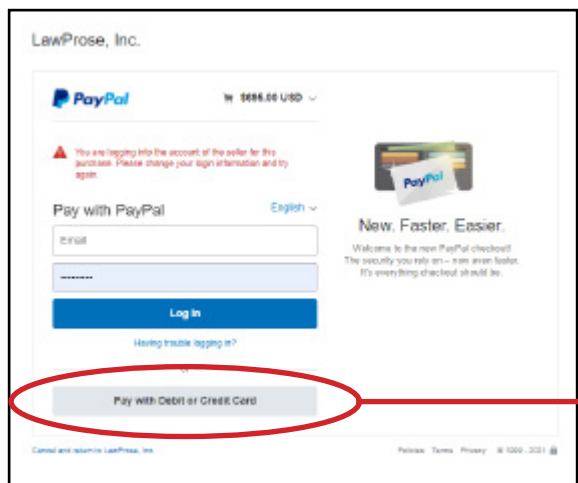 LawProse, Inc.
PayPal
$695.00 USD
You are logging into the account of the seller for this
purchase. Please change your login information and try
again.
Pay with PayPal English
Email
--------
Log In
Having trouble logging in?
or
Pay with Debit or Credit Card
PayPal
New. Faster. Easier.
Welcome to the new PayPal checkout!
The security you rely on – now even faster.
It's everything checkout should be.
Cancel and return to LawProse, Inc.
Policies Terms Privacy © 1999 - 2021